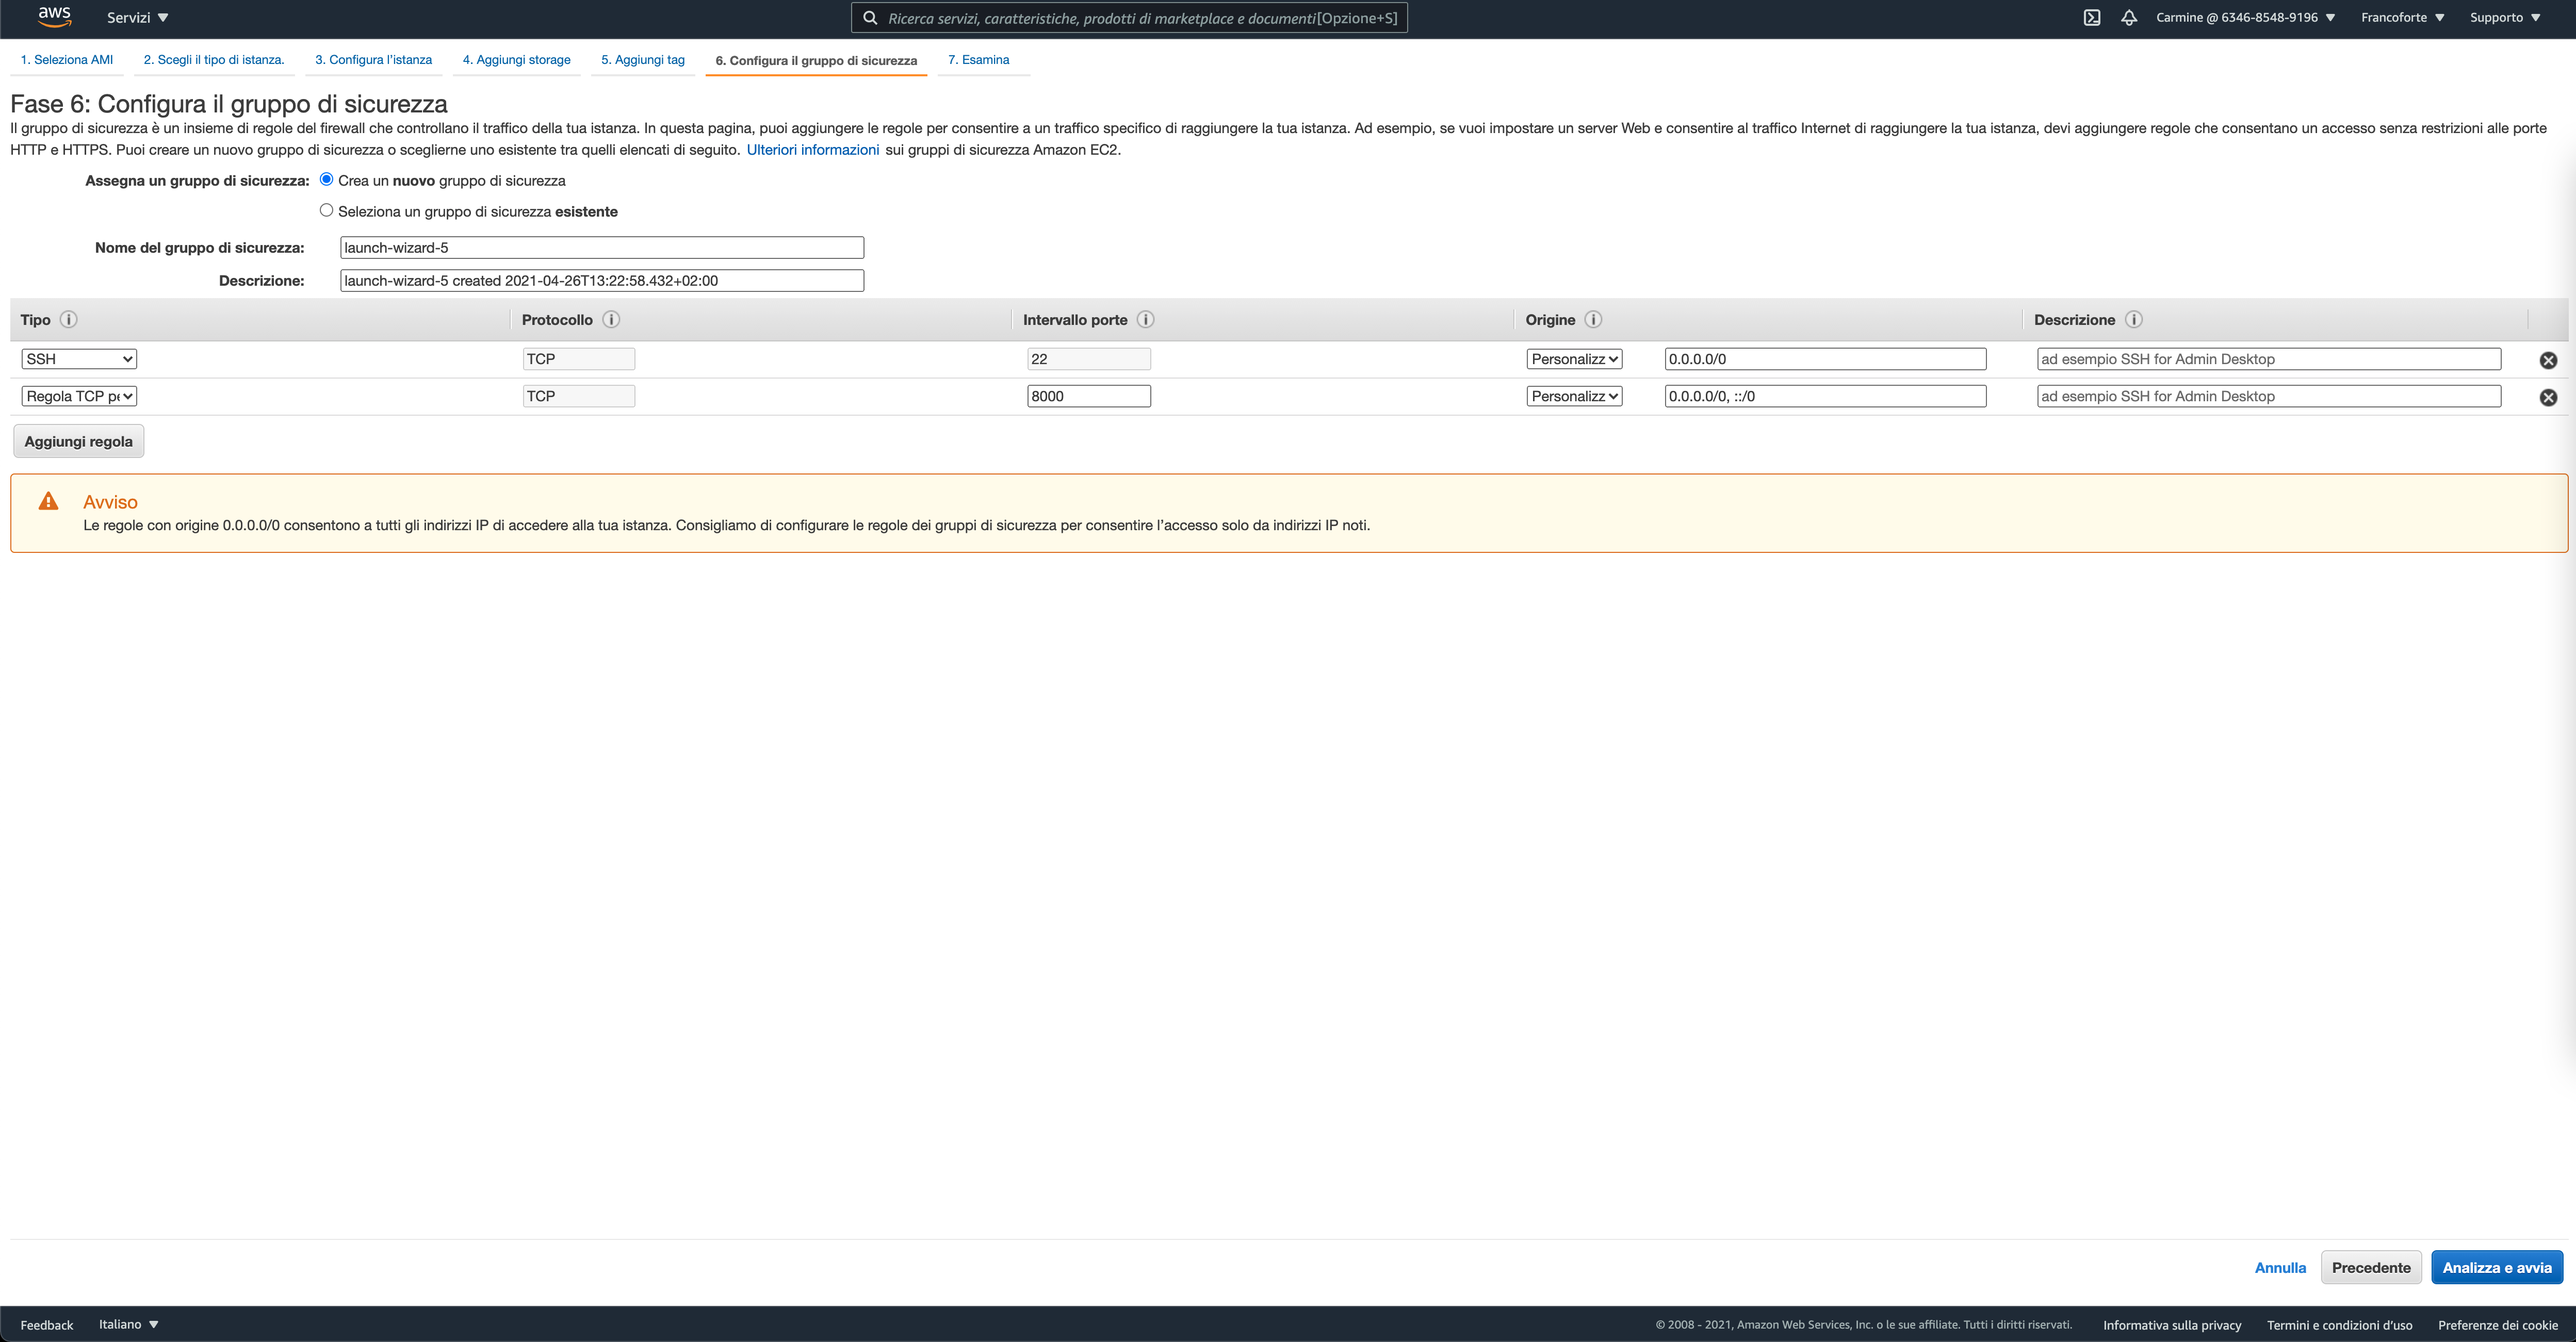 aws
Servizi
Ricerca servizi, caratteristiche, prodotti di marketplace e documenti [Opzione+S]
Carmine @ 6346-8548-9196
Francoforte
Supporto
1. Seleziona AMI
2. Scegli il tipo di istanza.
3. Configura l'istanza
4. Aggiungi storage
5. Aggiungi tag
6. Configura il gruppo di sicurezza
7. Esamina
Fase 6: Configura il gruppo di sicurezza
Il gruppo di sicurezza è un insieme di regole del firewall che controllano il traffico della tua istanza. In questa pagina, puoi aggiungere le regole per consentire a un traffico specifico di raggiungere la tua istanza. Ad esempio, se vuoi impostare un server Web e consentire al traffico Internet di raggiungere la tua istanza, devi aggiungere regole che consentano un accesso senza restrizioni alle porte
HTTP e HTTPS. Puoi creare un nuovo gruppo di sicurezza o sceglierne uno esistente tra quelli elencati di seguito. Ulteriori informazioni sui gruppi di sicurezza Amazon EC2.
Assegna un gruppo di sicurezza: Crea un nuovo gruppo di sicurezza
Seleziona un gruppo di sicurezza esistente
Nome del gruppo di sicurezza: launch-wizard-5
Descrizione: launch-wizard-5 created 2021-04-26T13:22:58.432+02:00
Tipo Protocollo Intervallo porte Origine Descrizione
SSH TCP 22 Personalizz 0.0.0.0/0 ad esempio SSH for Admin Desktop
Regola TCP pe TCP 8000 Personalizz 0.0.0.0/0, ::/0 ad esempio SSH for Admin Desktop
Aggiungi regola
Avviso
Le regole con origine 0.0.0.0/0 consentono a tutti gli indirizzi IP di accedere alla tua istanza. Consigliamo di configurare le regole dei gruppi di sicurezza per consentire l'accesso solo da indirizzi IP noti.
Annulla
Precedente
Analizza e avvia
Feedback
Italiano
© 2008 - 2021, Amazon Web Services, Inc. o le sue affiliate. Tutti i diritti riservati.
Informativa sulla privacy
Termini e condizioni d'uso
Preferenze dei cookie